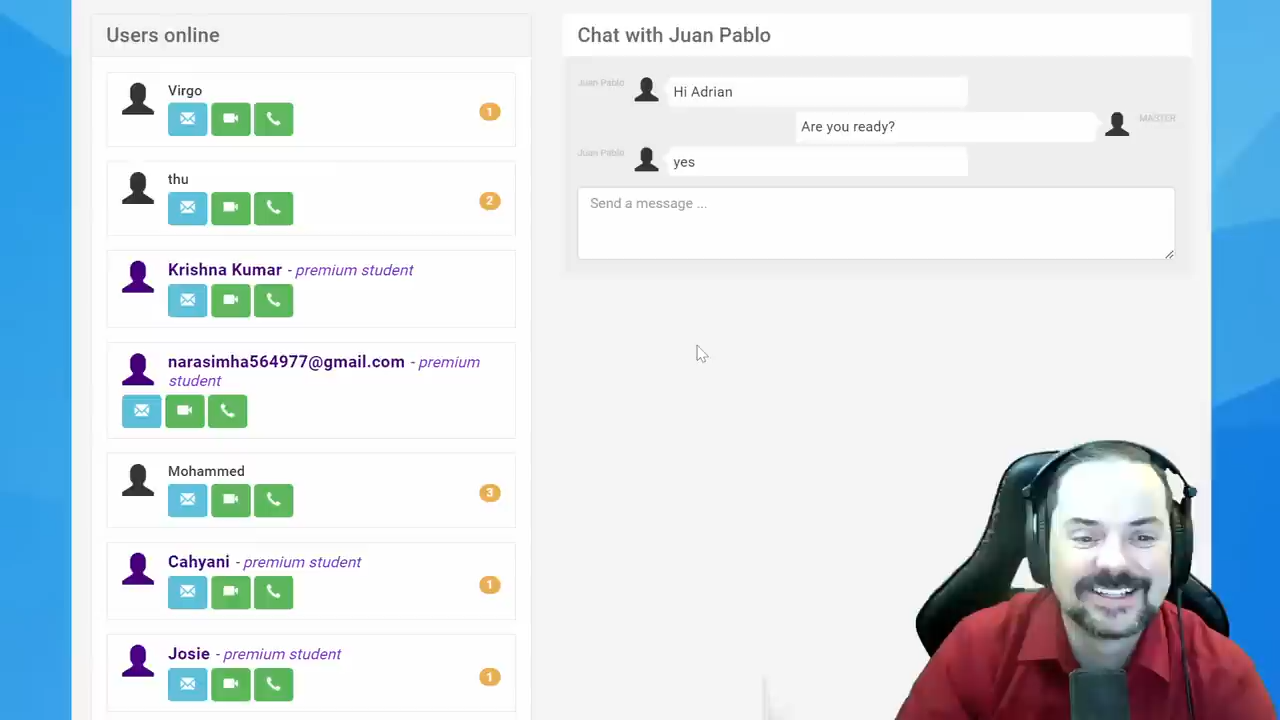 Users online
Virgo
1
thu
2
Krishna Kumar - premium student
narasimha564977@gmail.com - premium
student
Mohammed
3
Cahyani - premium student
1
Josie - premium student
1
Chat with Juan Pablo
Juan Pablo
Hi Adrian
Are you ready?
MASTER
Juan Pablo
yes
Send a message ...